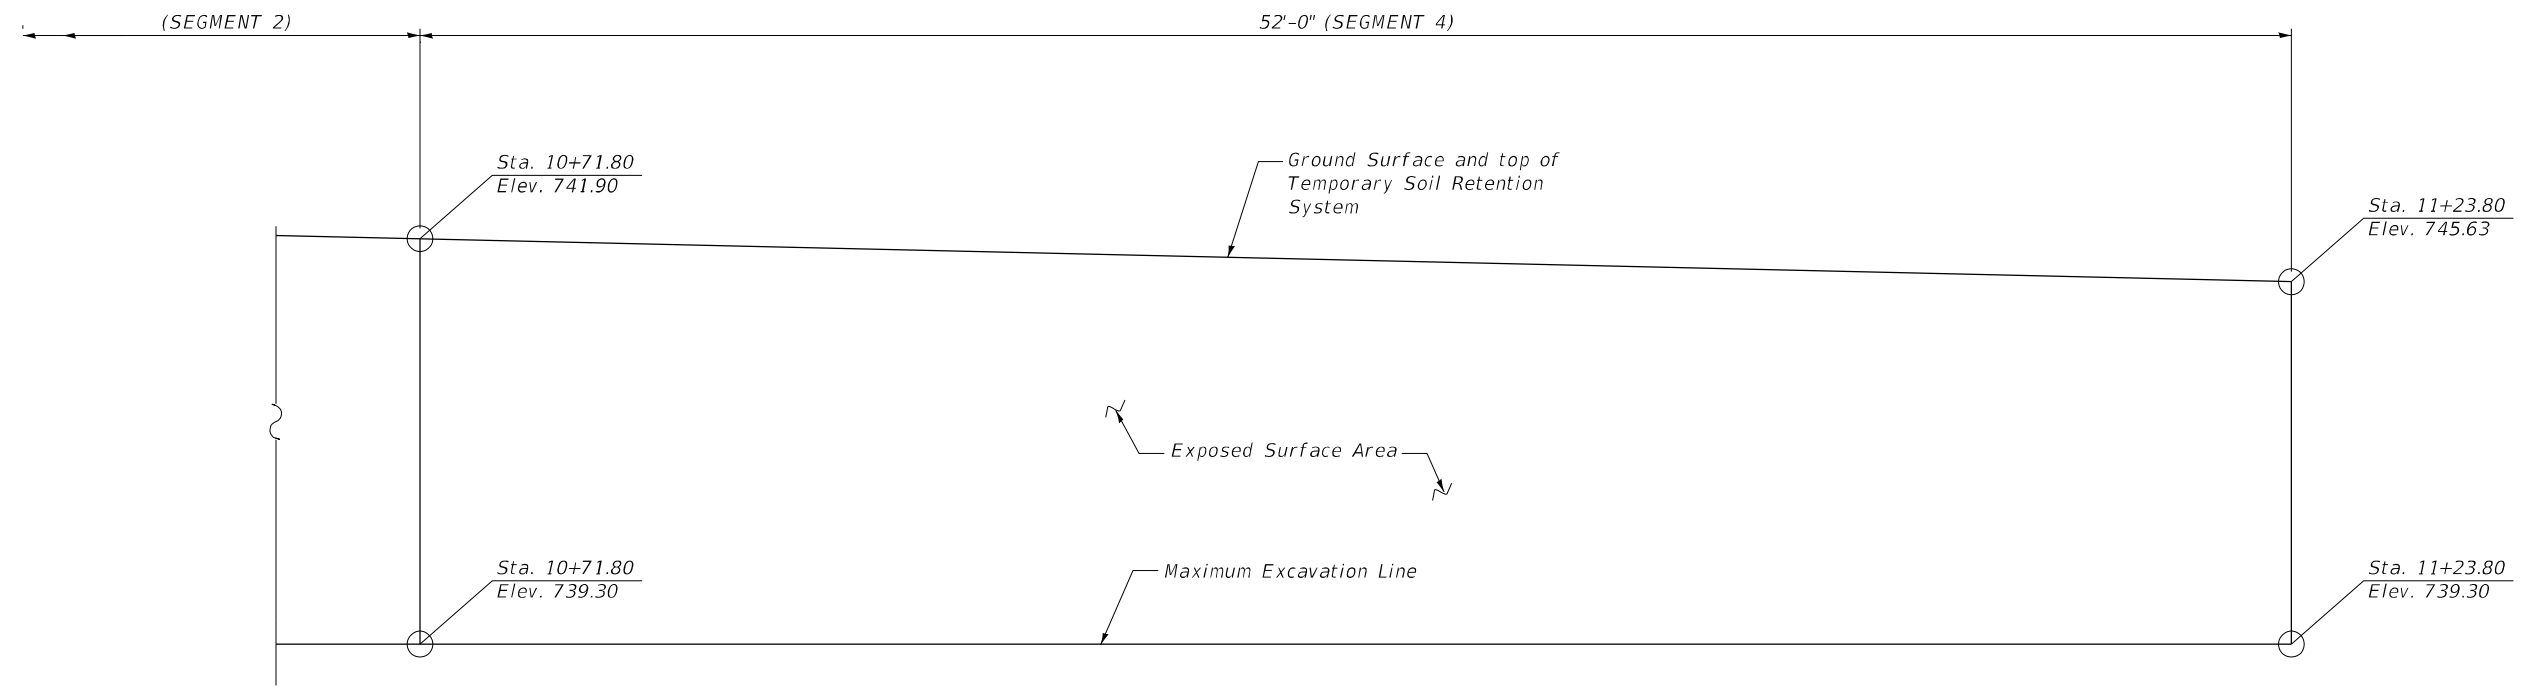 (SEGMENT 2)
52'-0" (SEGMENT 4)
Sta. 10+71.80
Elev. 741.90
Ground Surface and top of
Temporary Soil Retention
System
Sta. 11+23.80
Elev. 745.63
Exposed Surface Area
Sta. 10+71.80
Elev. 739.30
Maximum Excavation Line
Sta. 11+23.80
Elev. 739.30